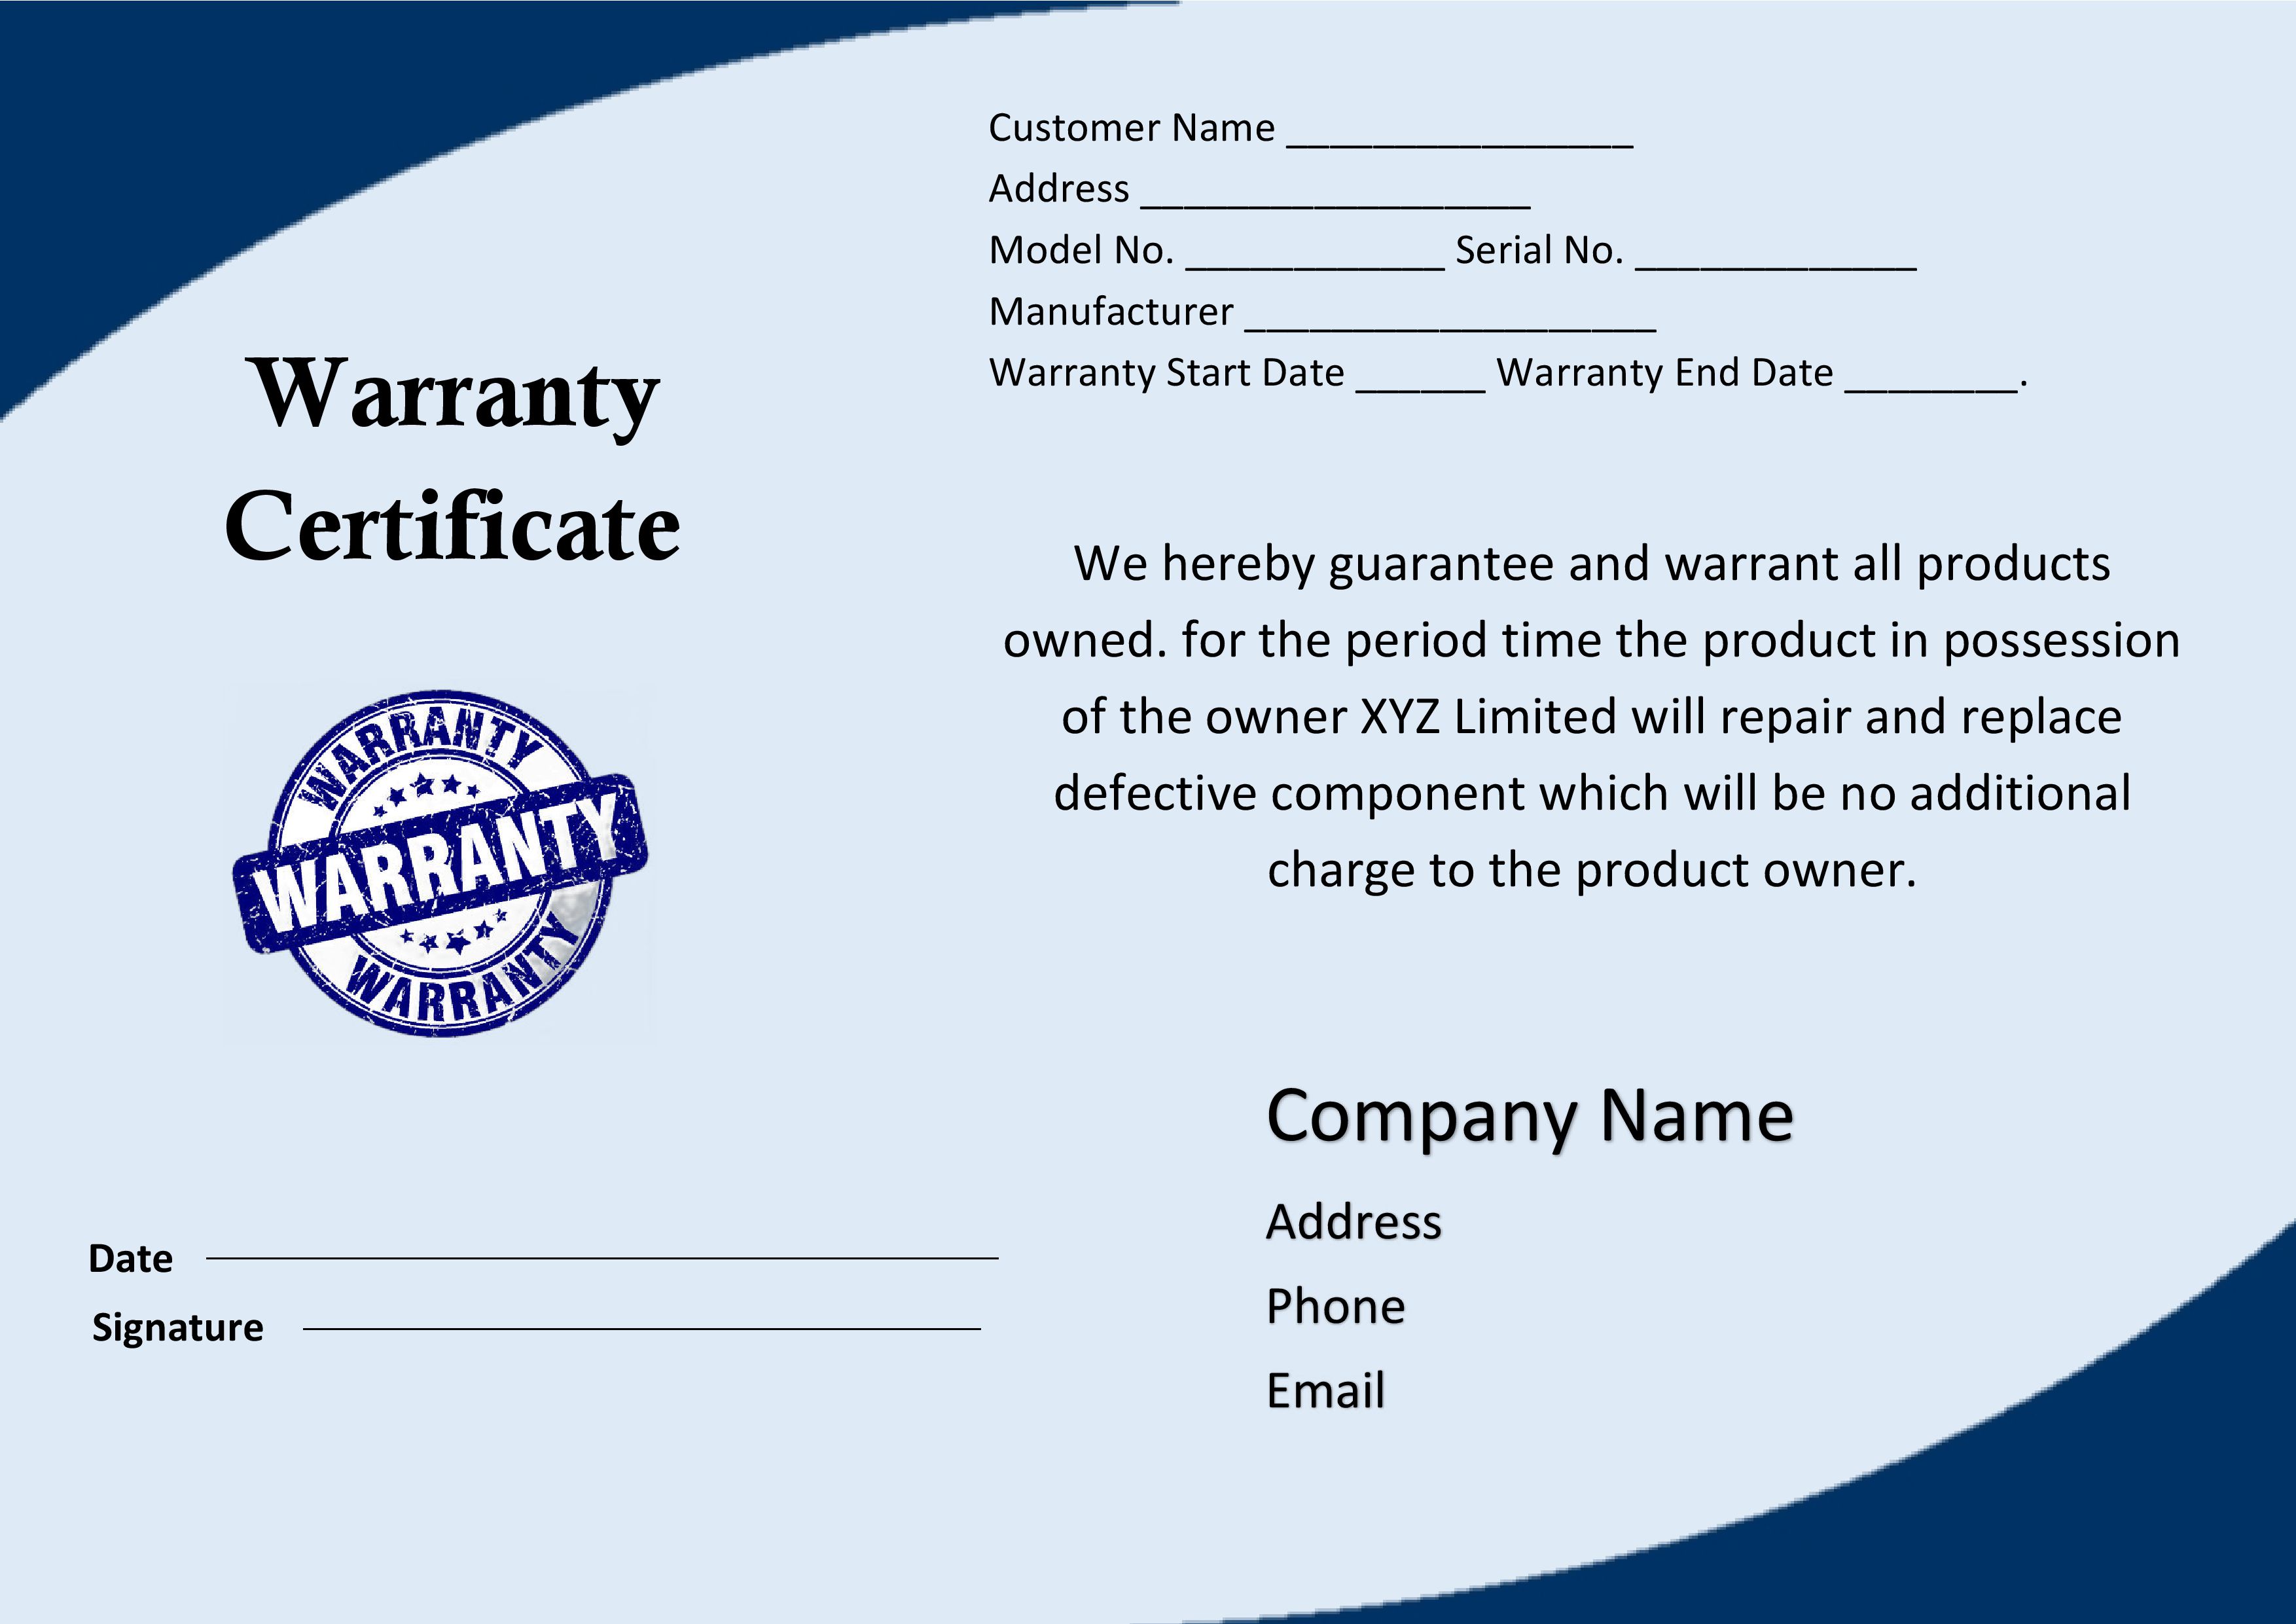 Warranty
Certificate
WARRANTY
WARRANTY
WARRANTY
Date ____________________
Signature ____________________
Customer Name ________________
Address __________________
Model No. ____________ Serial No. _____________
Manufacturer ___________________
Warranty Start Date ______ Warranty End Date ________.
We hereby guarantee and warrant all products
owned. for the period time the product in possession
of the owner XYZ Limited will repair and replace
defective component which will be no additional
charge to the product owner.
Company Name
Address
Phone
Email